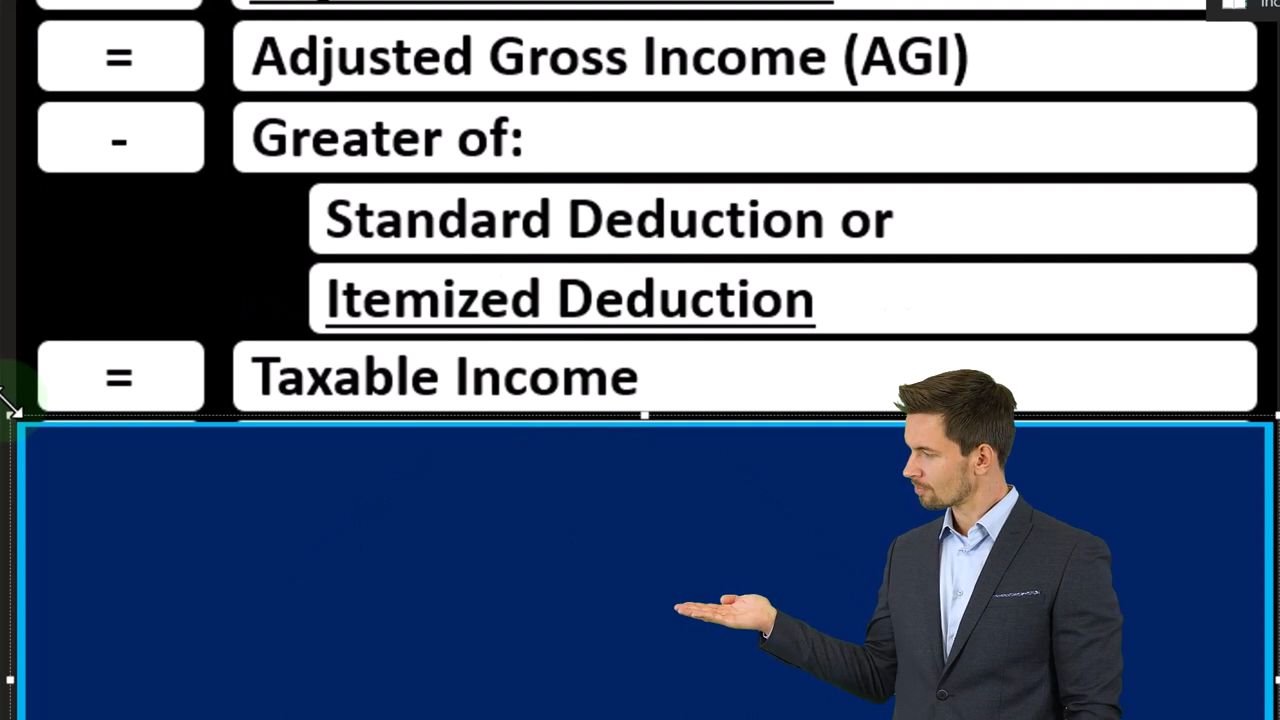 = Adjusted Gross Income (AGI)
- Greater of:
Standard Deduction or
Itemized Deduction
= Taxable Income